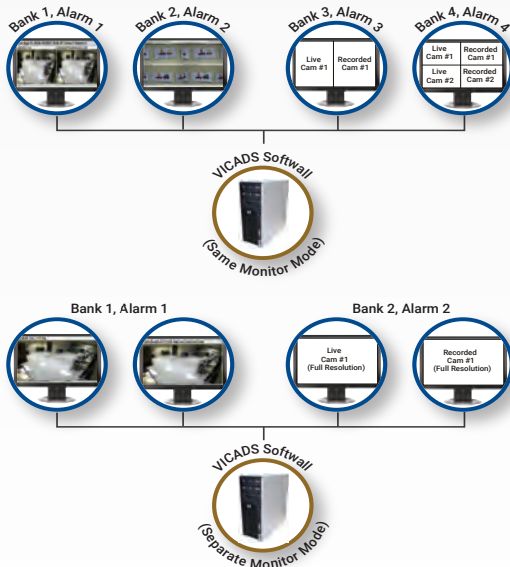 Bank 1, Alarm 1
Bank 2, Alarm 2
Bank 3, Alarm 3
Bank 4, Alarm 4
Live
Cam #1
Recorded
Cam #1
Live
Cam #1
Recorded
Cam #1
Live
Cam #2
Recorded
Cam #2
VICADS Softwall
(Same Monitor Mode)
Bank 1, Alarm 1
Bank 2, Alarm 2
Live
Cam #1
(Full Resolution)
Recorded
Cam #1
(Full Resolution)
VICADS Softwall
(Separate Monitor Mode)